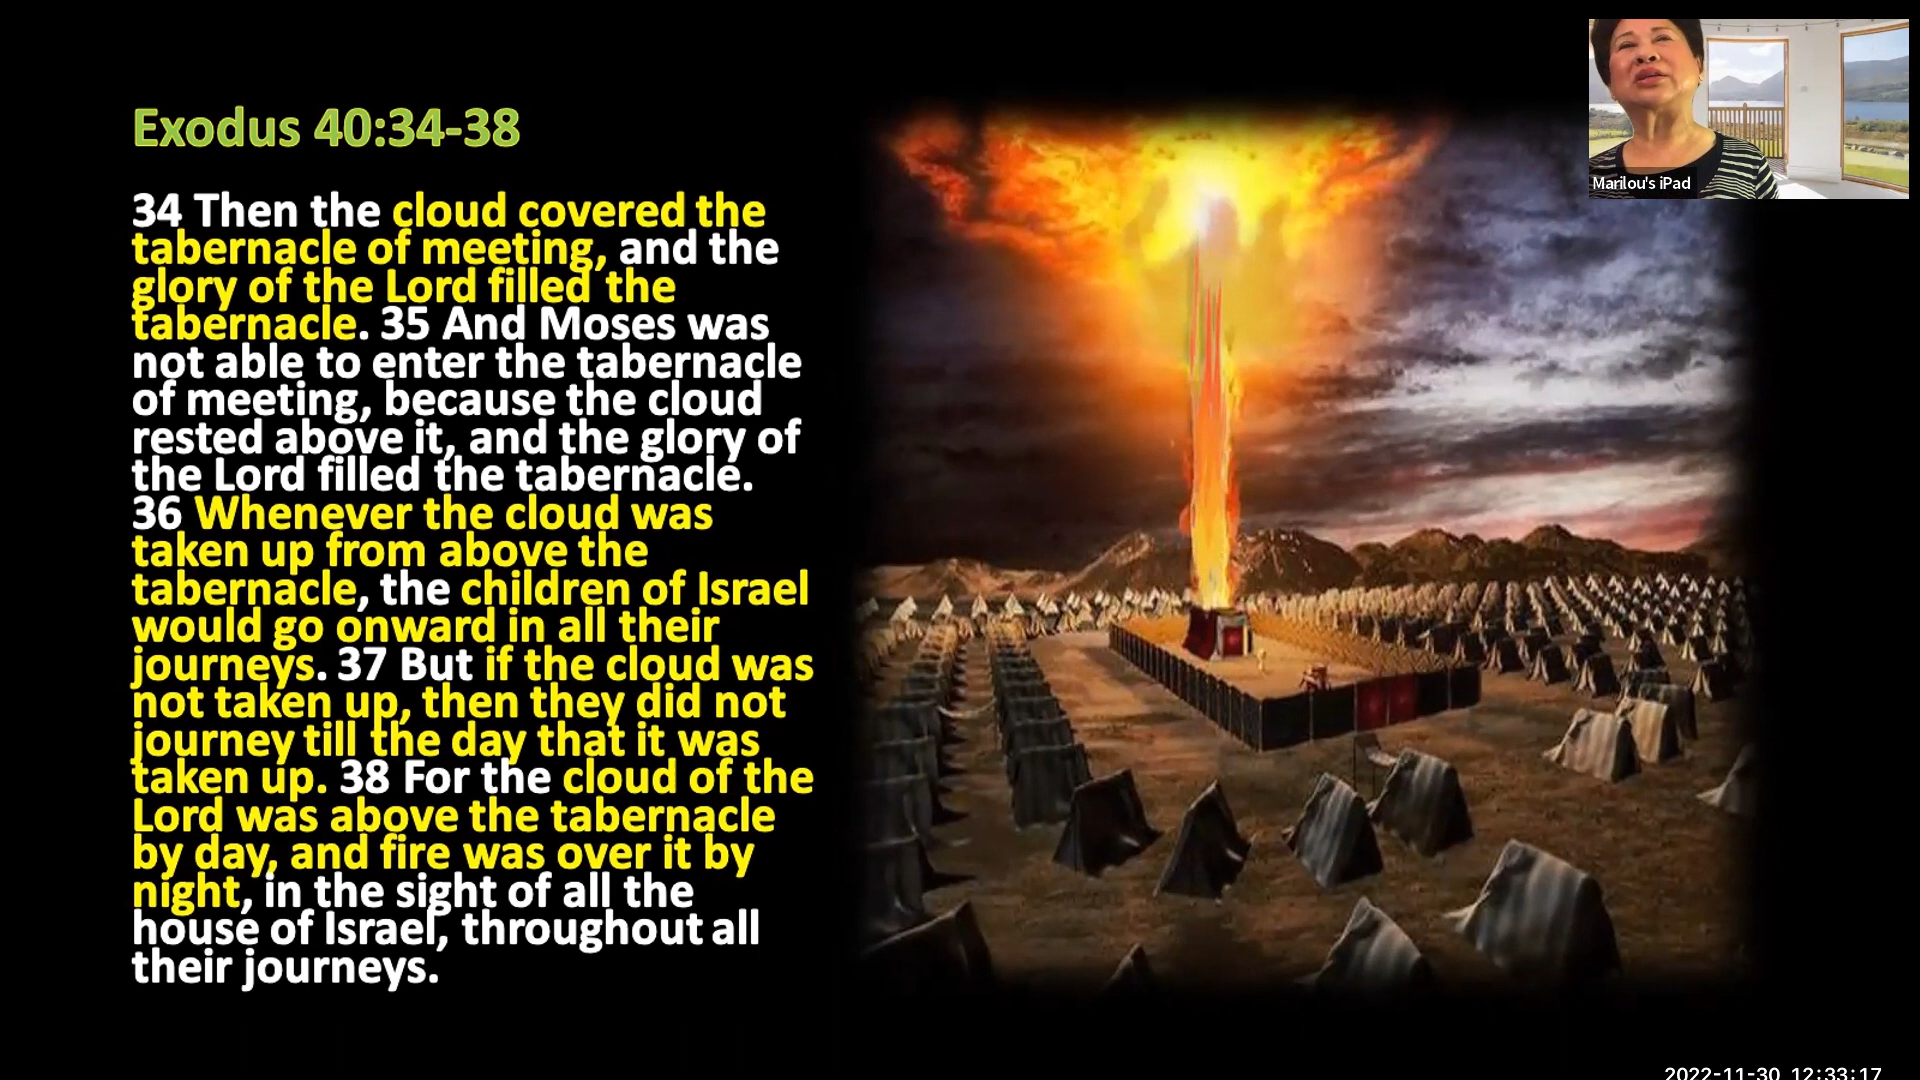 Exodus 40:34-38
34 Then the cloud covered the
tabernacle of meeting, and the
glory of the Lord filled the
tabernacle. 35 And Moses was
not able to enter the tabernacle
of meeting, because the cloud
rested above it, and the glory of
the Lord filled the tabernacle.
36 Whenever the cloud was
taken up from above the
tabernacle, the children of Israel
would go onward in all their
journeys. 37 But if the cloud was
not taken up, then they did not
journey till the day that it was
taken up. 38 For the cloud of the
Lord was above the tabernacle
by day, and fire was over it by
night, in the sight of all the
house of Israel, throughout all
their journeys.
Marilou's iPad
2022-11-30 12:33:17